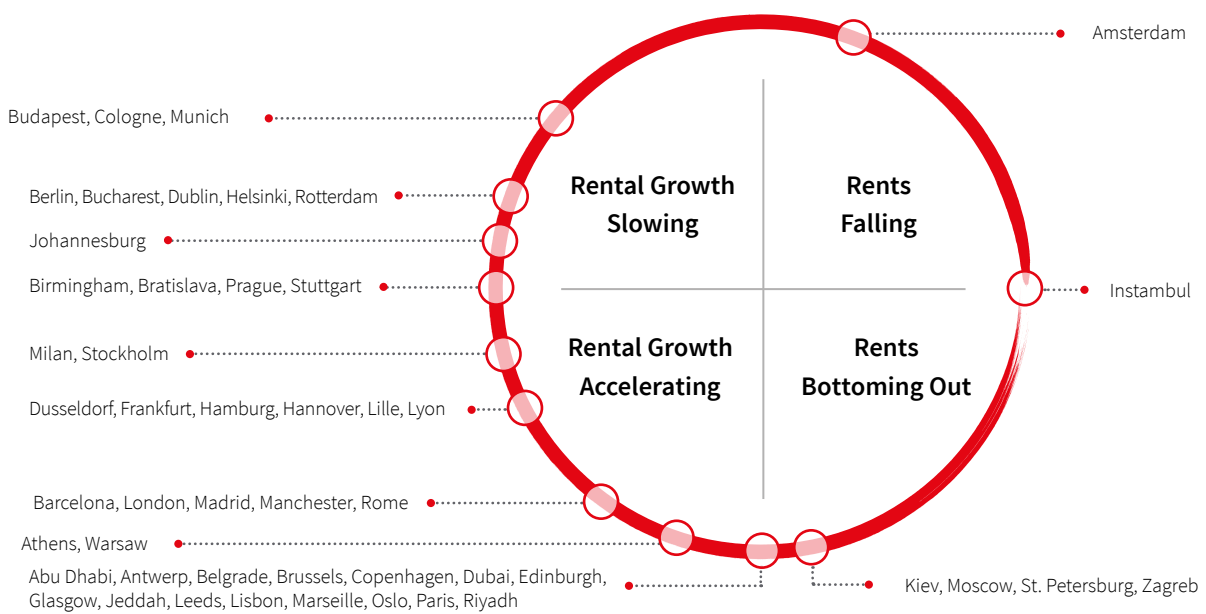 Amsterdam
Budapest, Cologne, Munich
Rental Growth
Slowing
Rents
Falling
Berlin, Bucharest, Dublin, Helsinki, Rotterdam
Johannesburg
Birmingham, Bratislava, Prague, Stuttgart
Instambul
Milan, Stockholm
Rental Growth
Accelerating
Rents
Bottoming Out
Dusseldorf, Frankfurt, Hamburg, Hannover, Lille, Lyon
Barcelona, London, Madrid, Manchester, Rome
Athens, Warsaw
Abu Dhabi, Antwerp, Belgrade, Brussels, Copenhagen, Dubai, Edinburgh,
Glasgow, Jeddah, Leeds, Lisbon, Marseille, Oslo, Paris, Riyadh
Kiev, Moscow, St. Petersburg, Zagreb